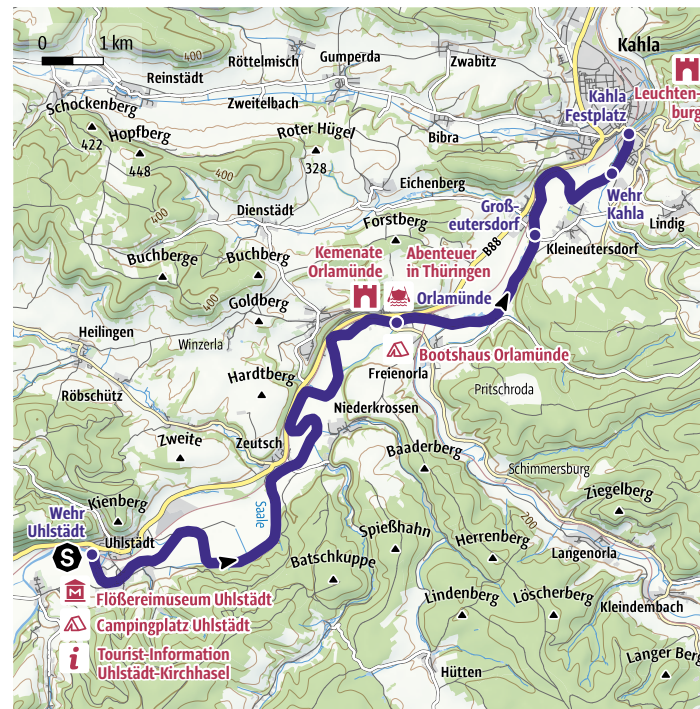 0 1 km
Kahla
400
Röttelmisch
Gumperda
Zwabitz
Reinstädt
Leuchten-
burg
Zweitelbach
Kahla
Festplatz
Schockenberg
422
Hopfberg
448
Roter Hügel
328
Bibra
400
Eichenberg
Wehr
Kahla
400
Dienstädt
Groß-
eutersdorf
Forstberg
Lindig
B88
Kleineutersdorf
Buchberge
Buchberg
Kemenate
Orlamünde
Abenteuer
in Thüringen
400
Goldberg
Orlamünde
Heilingen
Winzerla
Bootshaus Orlamünde
Hardtberg
Freienorla
Röbschütz
Pritschroda
Niederkrossen
Zweite
Zeutsch
Baaderberg
Schimmersburg
Kienberg
Ziegelberg
Wehr
Uhlstädt
Saale
200
Uhlstädt
Spießhahn
S
Herrenberg
Langenorla
Batschkuppe
Flößereimuseum Uhlstädt
Lindenberg
Löscherberg
Kleindembach
Campingplatz Uhlstädt
i
Tourist-Information
Uhlstädt-Kirchhasel
Hütten
Langer Berg